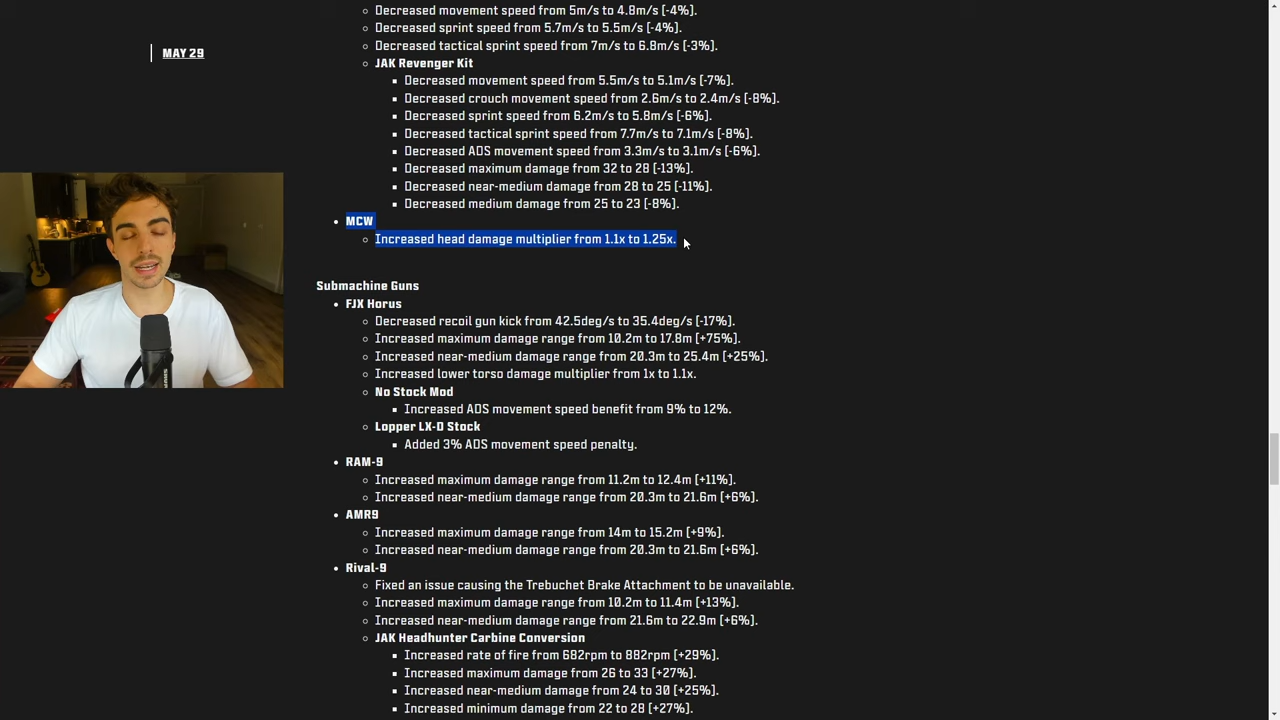 Decreased movement speed from 5m/s to 4.8m/s [-4%].
Decreased sprint speed from 5.7m/s to 5.5m/s [-4%].
Decreased tactical sprint speed from 7m/s to 6.8m/s [-3%].
MAY 29
JAK Revenger Kit
Decreased movement speed from 5.5m/s to 5.1m/s [-7%].
Decreased crouch movement speed from 2.6m/s to 2.4m/s [-8%].
Decreased sprint speed from 6.2m/s to 5.8m/s [-6%].
Decreased tactical sprint speed from 7.7m/s to 7.1m/s [-8%].
Decreased ADS movement speed from 3.3m/s to 3.1m/s [-6%].
Decreased maximum damage from 32 to 28 [-13%].
Decreased near-medium damage from 28 to 25 [-11%].
Decreased medium damage from 25 to 23 [-8%].
MCW
Increased head damage multiplier from 1.1x to 1.25x.
Submachine Guns
FJX Horus
Decreased recoil gun kick from 42.5deg/s to 35.4deg/s [-17%].
Increased maximum damage range from 10.2m to 17.8m [+75%].
Increased near-medium damage range from 20.3m to 25.4m [+25%].
Increased lower torso damage multiplier from 1x to 1.1x.
No Stock Mod
Increased ADS movement speed benefit from 9% to 12%.
Lopper LX-D Stock
Added 3% ADS movement speed penalty.
RAM-9
Increased maximum damage range from 11.2m to 12.4m [+11%].
Increased near-medium damage range from 20.3m to 21.6m [+6%].
AMR9
Increased maximum damage range from 14m to 15.2m [+9%].
Increased near-medium damage range from 20.3m to 21.6m [+6%].
Rival-9
Fixed an issue causing the Trebuchet Brake Attachment to be unavailable.
Increased maximum damage range from 10.2m to 11.4m [+13%].
Increased near-medium damage range from 21.6m to 22.9m [+6%].
JAK Headhunter Carbine Conversion
Increased rate of fire from 682rpm to 882rpm [+29%].
Increased maximum damage from 26 to 33 [+27%].
Increased near-medium damage from 24 to 30 [+25%].
Increased minimum damage from 22 to 28 [+27%].